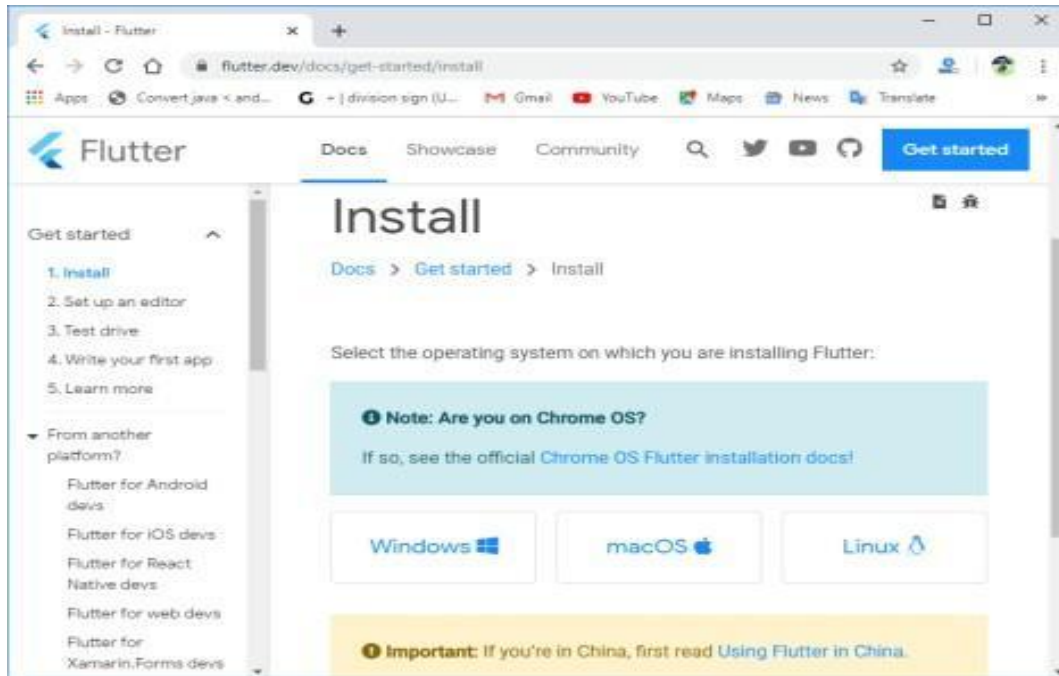 Install - Flutter
flutter.dev/docs/get-started/install
Apps Convert java < and... ÷ | division sign (U... Gmail YouTube Maps News Translate
Flutter Docs Showcase Community Get started
Get started
1. Install
2. Set up an editor
3. Test drive
4. Write your first app
5. Learn more
From another
platform?
Flutter for Android
devs
Flutter for iOS devs
Flutter for React
Native devs
Flutter for web devs
Flutter for
Xamarin.Forms devs
Install
Docs > Get started > Install
Select the operating system on which you are installing Flutter:
Note: Are you on Chrome OS?
If so, see the official Chrome OS Flutter installation docs!
Windows macOS Linux
Important: If you're in China, first read Using Flutter in China.